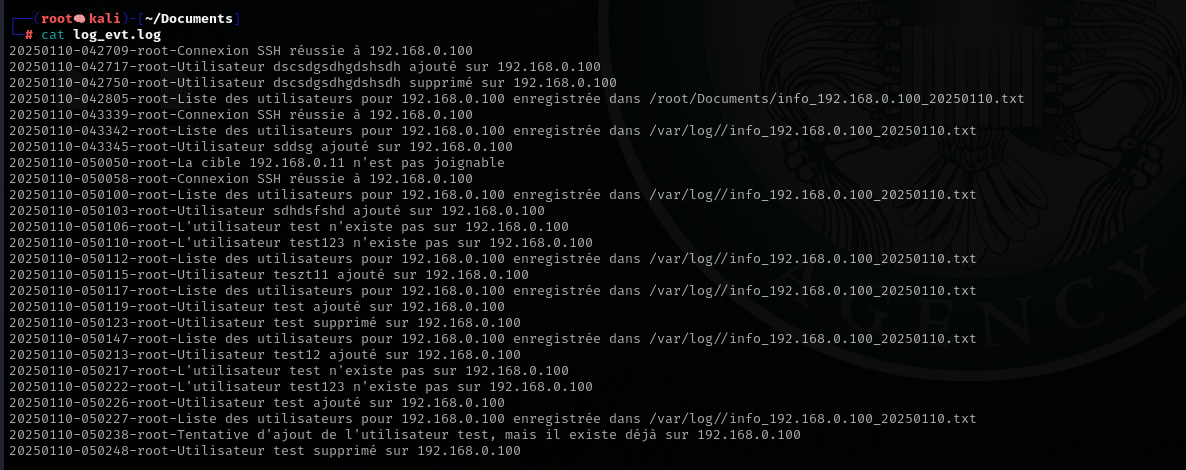 (root kali)-[~/Documents]
# cat log_evt.log
20250110-042709-root-Connexion SSH réussie à 192.168.0.100
20250110-042717-root-Utilisateur dscsdgsdhgdshsdh ajouté sur 192.168.0.100
20250110-042750-root-Utilisateur dscsdgsdhgdshsdh supprimé sur 192.168.0.100
20250110-042805-root-Liste des utilisateurs pour 192.168.0.100 enregistrée dans /root/Documents/info_192.168.0.100_20250110.txt
20250110-043339-root-Connexion SSH réussie à 192.168.0.100
20250110-043342-root-Liste des utilisateurs pour 192.168.0.100 enregistrée dans /var/log//info_192.168.0.100_20250110.txt
20250110-043345-root-Utilisateur sddsg ajouté sur 192.168.0.100
20250110-050050-root-La cible 192.168.0.11 n'est pas joignable
20250110-050058-root-Connexion SSH réussie à 192.168.0.100
20250110-050100-root-Liste des utilisateurs pour 192.168.0.100 enregistrée dans /var/log//info_192.168.0.100_20250110.txt
20250110-050103-root-Utilisateur sdhdsfshd ajouté sur 192.168.0.100
20250110-050106-root-L'utilisateur test n'existe pas sur 192.168.0.100
20250110-050110-root-L'utilisateur test123 n'existe pas sur 192.168.0.100
20250110-050112-root-Liste des utilisateurs pour 192.168.0.100 enregistrée dans /var/log//info_192.168.0.100_20250110.txt
20250110-050115-root-Utilisateur teszt11 ajouté sur 192.168.0.100
20250110-050117-root-Liste des utilisateurs pour 192.168.0.100 enregistrée dans /var/log//info_192.168.0.100_20250110.txt
20250110-050119-root-Utilisateur test ajouté sur 192.168.0.100
20250110-050123-root-Utilisateur test supprimé sur 192.168.0.100
20250110-050147-root-Liste des utilisateurs pour 192.168.0.100 enregistrée dans /var/log//info_192.168.0.100_20250110.txt
20250110-050213-root-Utilisateur test12 ajouté sur 192.168.0.100
20250110-050217-root-L'utilisateur test n'existe pas sur 192.168.0.100
20250110-050222-root-L'utilisateur test123 n'existe pas sur 192.168.0.100
20250110-050226-root-Utilisateur test ajouté sur 192.168.0.100
20250110-050227-root-Liste des utilisateurs pour 192.168.0.100 enregistrée dans /var/log//info_192.168.0.100_20250110.txt
20250110-050238-root-Tentative d'ajout de l'utilisateur test, mais il existe déjà sur 192.168.0.100
20250110-050248-root-Utilisateur test supprimé sur 192.168.0.100
AGENCY